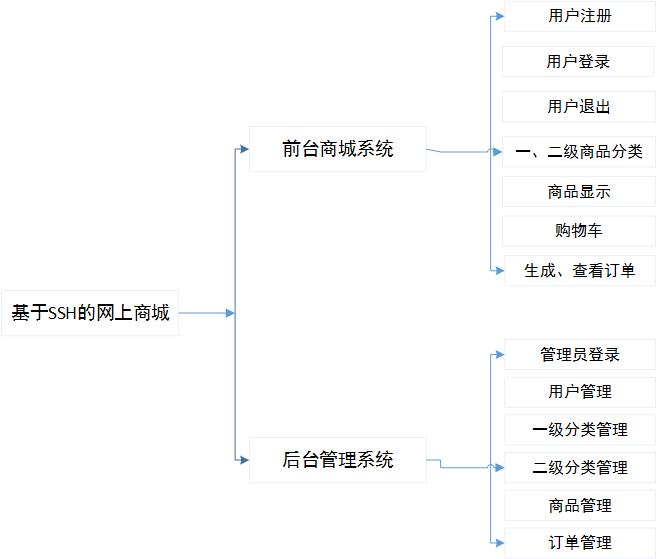 基于SSH的网上商城
前台商城系统
用户注册
用户登录
用户退出
一、二级商品分类
商品显示
购物车
生成、查看订单
后台管理系统
管理员登录
用户管理
一级分类管理
二级分类管理
商品管理
订单管理